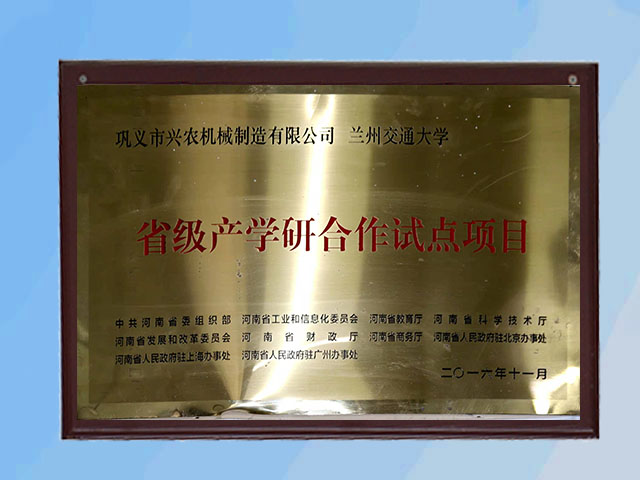 巩义市兴农机械制造有限公司 兰州交通大学
省级产学研合作试点项目
中共河南省委组织部 河南省工业和信息化委员会 河南省教育厅 河南省科学技术厅
河南省发展和改革委员会 河南省财政厅 河南省商务厅 河南省人民政府驻北京办事处
河南省人民政府驻上海办事处 河南省人民政府驻广州办事处
二〇一六年十一月